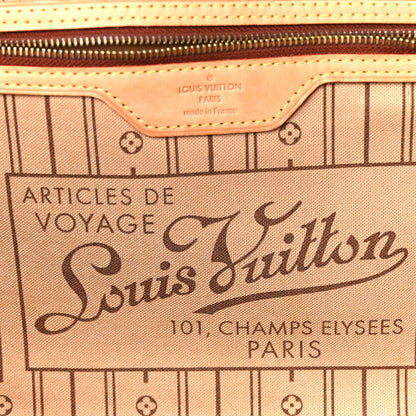 ©
LOUIS VUITTON
PARIS
made in France
ARTICLES DE
VOYAGE
Louis Vuitton
101, CHAMPS ELYSEES
PARIS